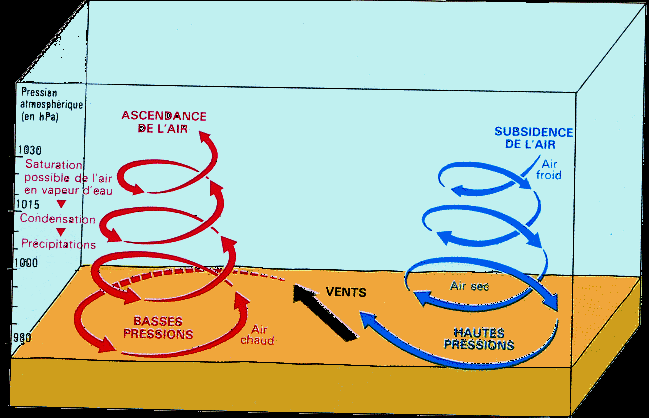 Pression
atmosphérique
(en hPa)
1030
1015
1000
980
Saturation
possible de l'air
en vapeur d'eau
Condensation
Précipitations
ASCENDANCE
DE L'AIR
BASSES
PRESSIONS
Air
chaud
VENTS
SUBSIDENCE
DE L'AIR
Air
froid
Air sec
HAUTES
PRESSIONS